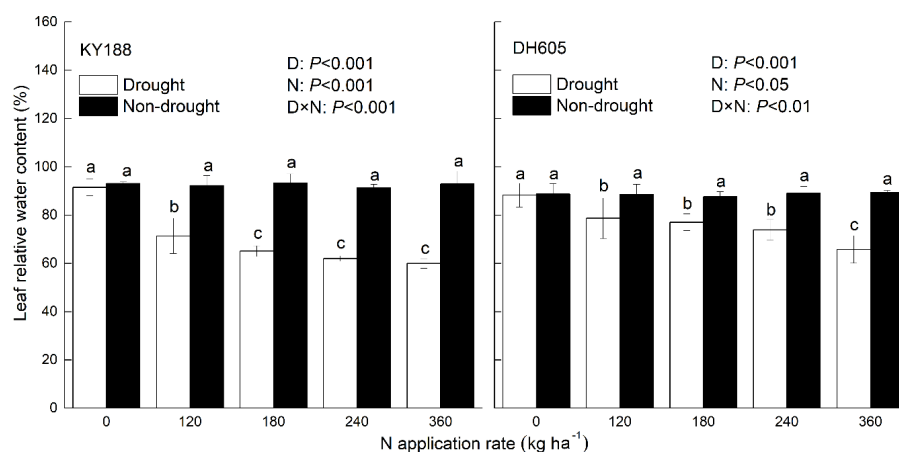 160
140
120
100
80
60
40
20
0
Leaf relative water content (%)
KY188
Drought
Non-drought
D: P<0.001
N: P<0.001
D×N: P<0.001
a a b a c a c a c a
0 120 180 240 360
DH605
Drought
Non-drought
D: P<0.001
N: P<0.05
D×N: P<0.01
a a b a b a b a c a
0 120 180 240 360
N application rate (kg ha⁻¹)